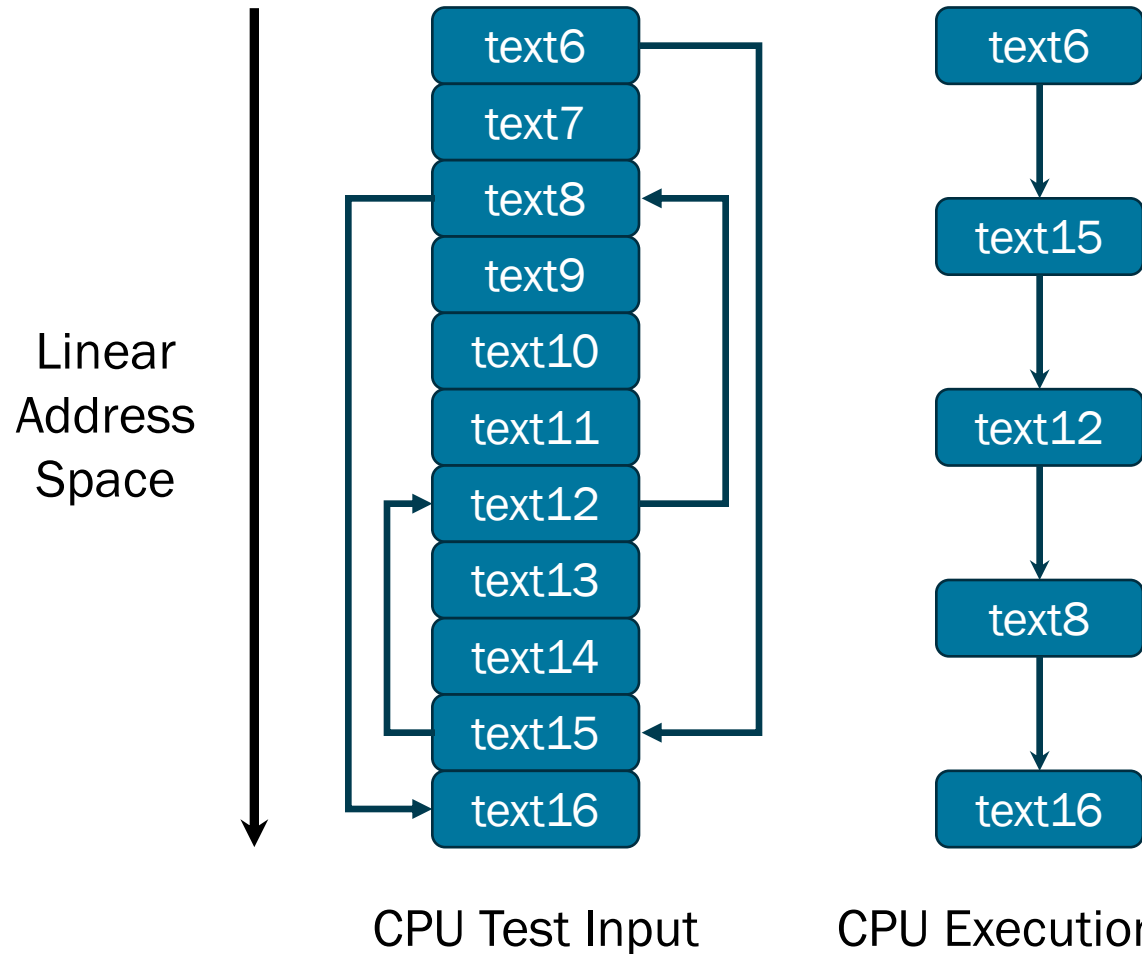 Linear
Address
Space
text6
text7
text8
text9
text10
text11
text12
text13
text14
text15
text16
CPU Test Input
text6
text15
text12
text8
text16
CPU Execution